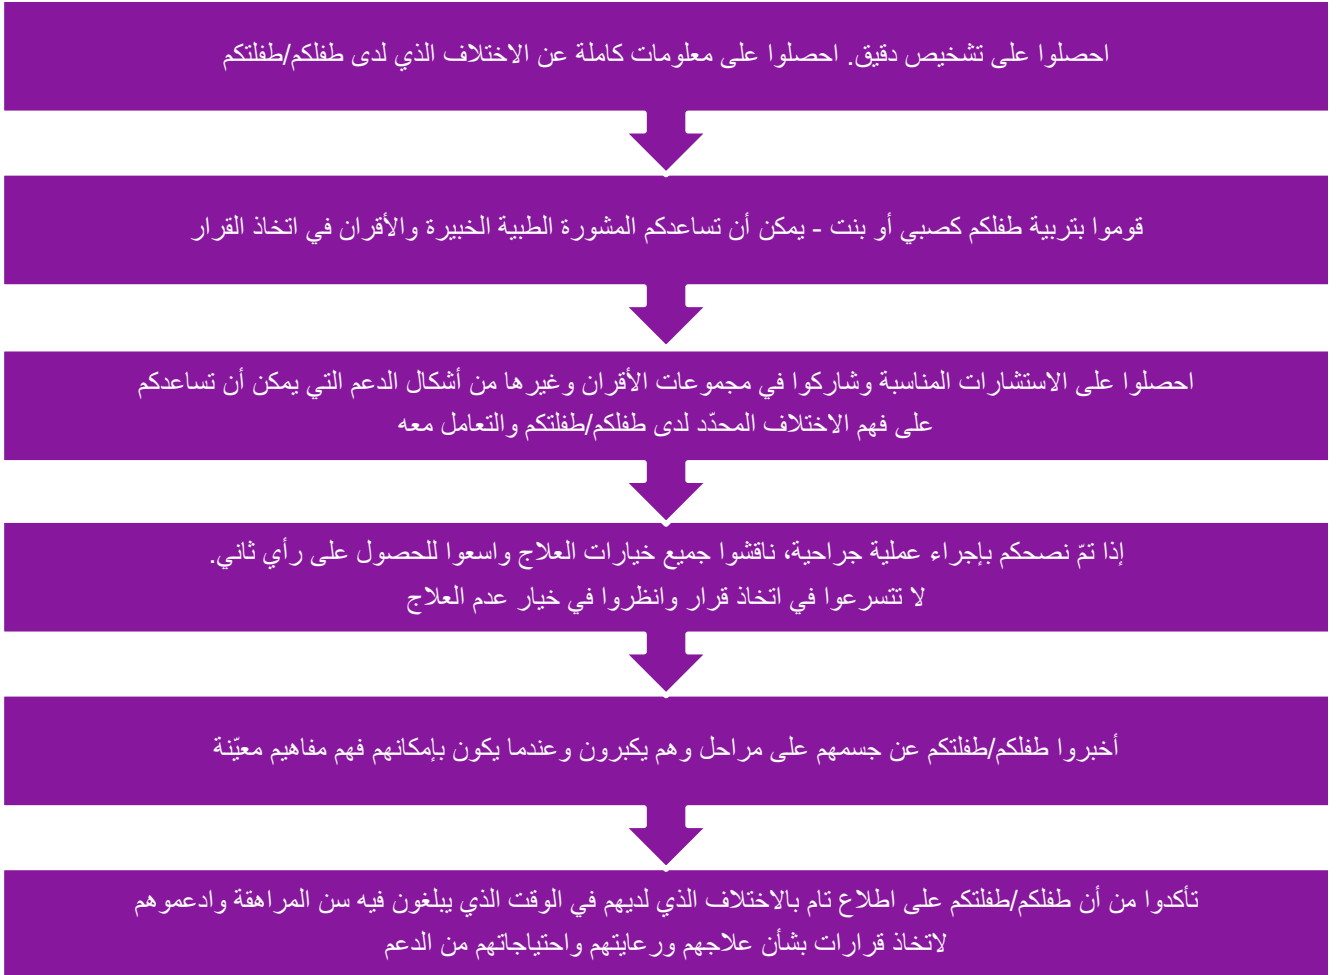 احصلوا على تشخيص دقيق. احصلوا على معلومات كاملة عن الاختلاف الذي لدى طفلكم/طفلتكم
قوموا بتربية طفلكم كصبي أو بنت - يمكن أن تساعدكم المشورة الطبية الخبيرة والأقران في اتخاذ القرار
احصلوا على الاستشارات المناسبة وشاركوا في مجموعات الأقران وغيرها من أشكال الدعم التي يمكن أن تساعدكم
على فهم الاختلاف المحدّد لدى طفلكم/طفلتكم والتعامل معه
إذا تمّ نصحكم بإجراء عملية جراحية، ناقشوا جميع خيارات العلاج واسعوا للحصول على رأي ثاني.
لا تتسرعوا في اتخاذ قرار وانظروا في خيار عدم العلاج
أخبروا طفلكم/طفلتكم عن جسمهم على مراحل وهم يكبرون وعندما يكون بإمكانهم فهم مفاهيم معيّنة
تأكدوا من أن طفلكم/طفلتكم على اطلاع تام بالاختلاف الذي لديهم في الوقت الذي يبلغون فيه سن المراهقة وادعموهم
لاتخاذ قرارات بشأن علاجهم ورعايتهم واحتياجاتهم من الدعم